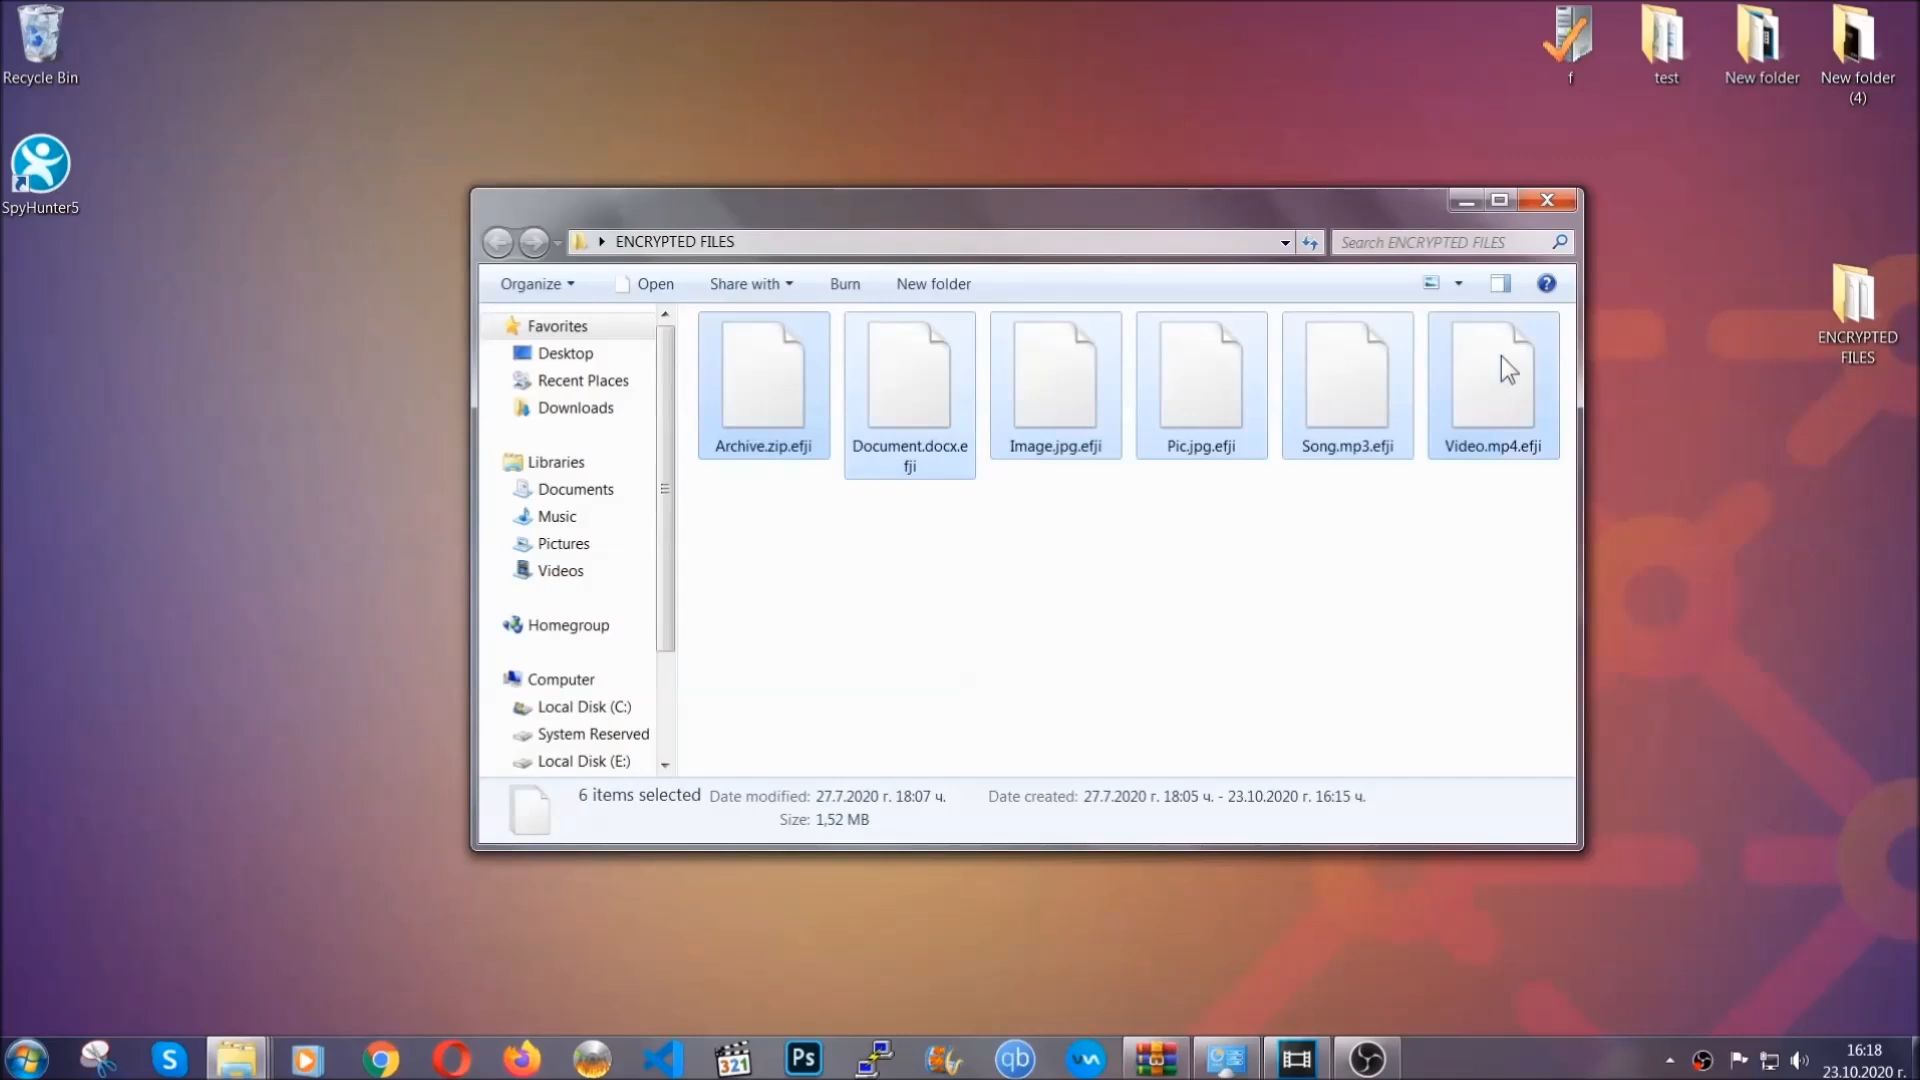 Recycle Bin
SpyHunter5
f
test
New folder
New folder
(4)
ENCRYPTED
FILES
ENCRYPTED FILES
Search ENCRYPTED FILES
Organize
Open
Share with
Burn
New folder
Favorites
Desktop
Recent Places
Downloads
Libraries
Documents
Music
Pictures
Videos
Homegroup
Computer
Local Disk (C:)
System Reserved
Local Disk (E:)
Archive.zip.efji
Document.docx.e
fji
Image.jpg.efji
Pic.jpg.efji
Song.mp3.efji
Video.mp4.efji
6 items selected Date modified: 27.7.2020 г. 18:07 ч. Date created: 27.7.2020 г. 18:05 ч. - 23.10.2020 г. 16:15 ч.
Size: 1,52 MB
S
321
Ps
qb
16:18
23.10.2020 г.